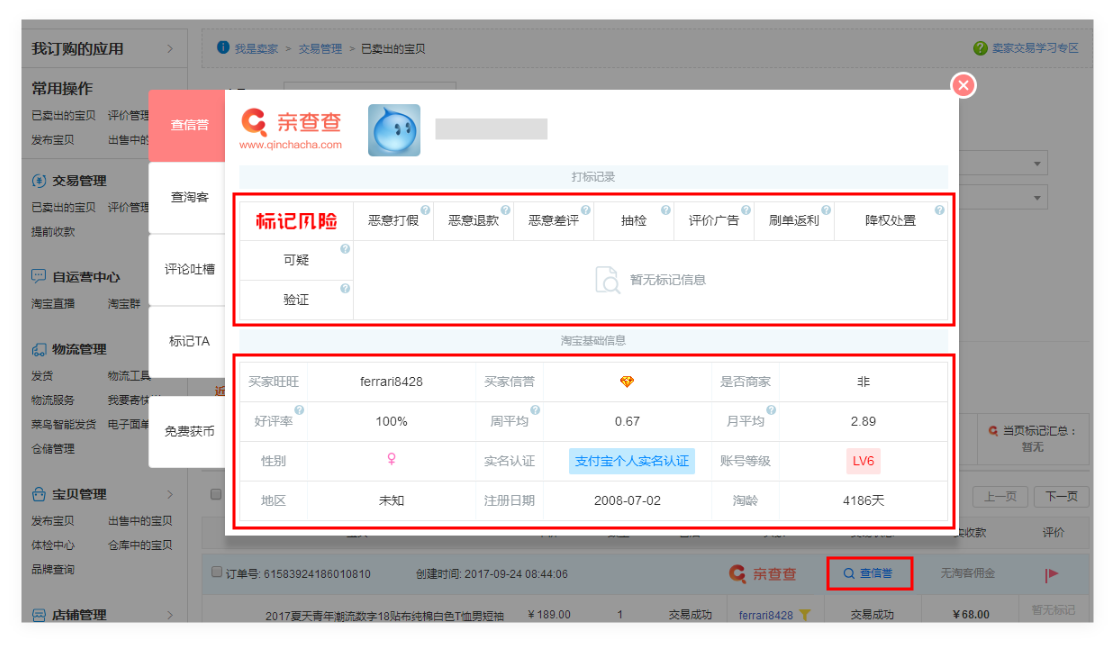 我订购的应用 >
我是卖家 > 交易管理 > 已卖出的宝贝
卖家交易学习专区
常用操作
已卖出的宝贝 评价管理
发布宝贝 出售中的
交易管理
已卖出的宝贝 评价管理
提前收款
自运营中心
淘宝直播 淘宝群
物流管理
发货 物流工具
物流服务 我要寄快
菜鸟智能发货 电子面单
仓储管理
宝贝管理 >
发布宝贝 出售中的宝贝
体检中心 仓库中的宝贝
品牌查询
店铺管理 >
查信誉
查淘客
评论吐槽
标记TA
免费获币
亲查查
www.qinchacha.com
打标记录
标记风险 恶意打假 恶意退款 恶意差评 抽检 评价广告 刷单返利 降权处置
可疑
验证
暂无标记信息
淘宝基础信息
买家旺旺 ferrari8428 买家信誉 是否商家 非
好评率 100% 周平均 0.67 月平均 2.89
性别 ♀ 实名认证 支付宝个人实名认证 账号等级 LV6
地区 未知 注册日期 2008-07-02 淘龄 4186天
近
当页标记汇总：
暂无
上一页 下一页
收款 评价
订单号: 61583924186010810 创建时间: 2017-09-24 08:44:06 亲查查 查信誉 无淘客佣金
2017夏天青年潮流数字18贴布纯棉白色T恤男短袖 ¥189.00 1 交易成功 ferrari8428 交易成功 ¥68.00 暂无标记